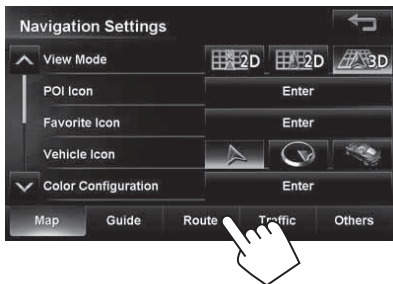 Navigation Settings
View Mode 2D 2D 3D
POI Icon Enter
Favorite Icon Enter
Vehicle Icon
Color Configuration Enter
Map Guide Route Traffic Others